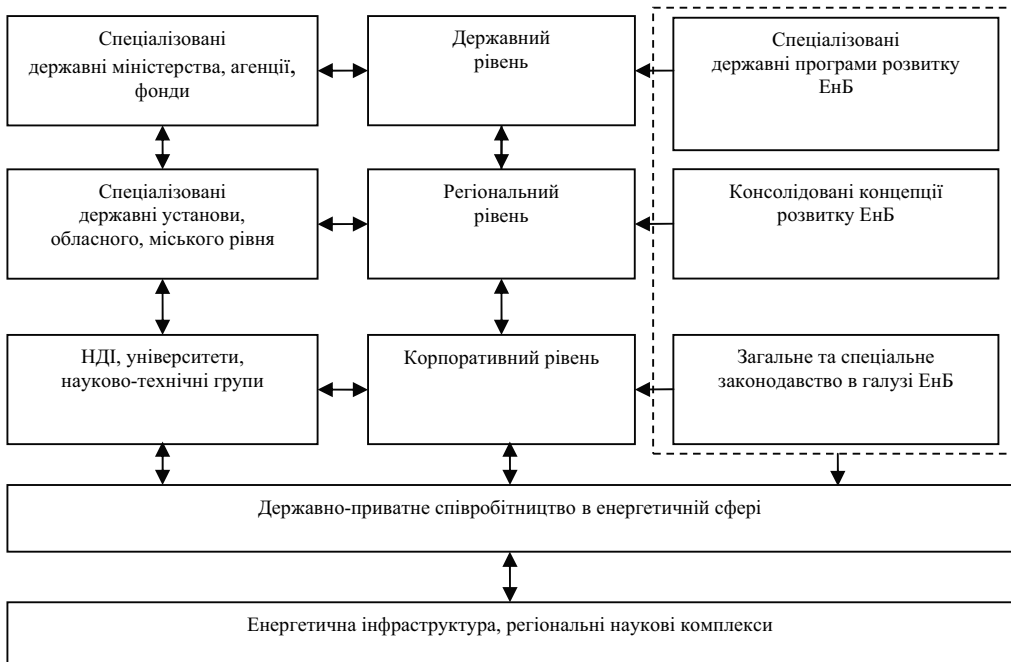 Спеціалізовані
державні міністерства, агенції,
фонди
Державний
рівень
Спеціалізовані
державні програми розвитку
ЕнБ
Спеціалізовані
державні установи,
обласного, міського рівня
Регіональний
рівень
Консолідовані концепції
розвитку ЕнБ
НДІ, університети,
науково-технічні групи
Корпоративний рівень
Загальне та спеціальне
законодавство в галузі ЕнБ
Державно-приватне співробітництво в енергетичній сфері
Енергетична інфраструктура, регіональні наукові комплекси